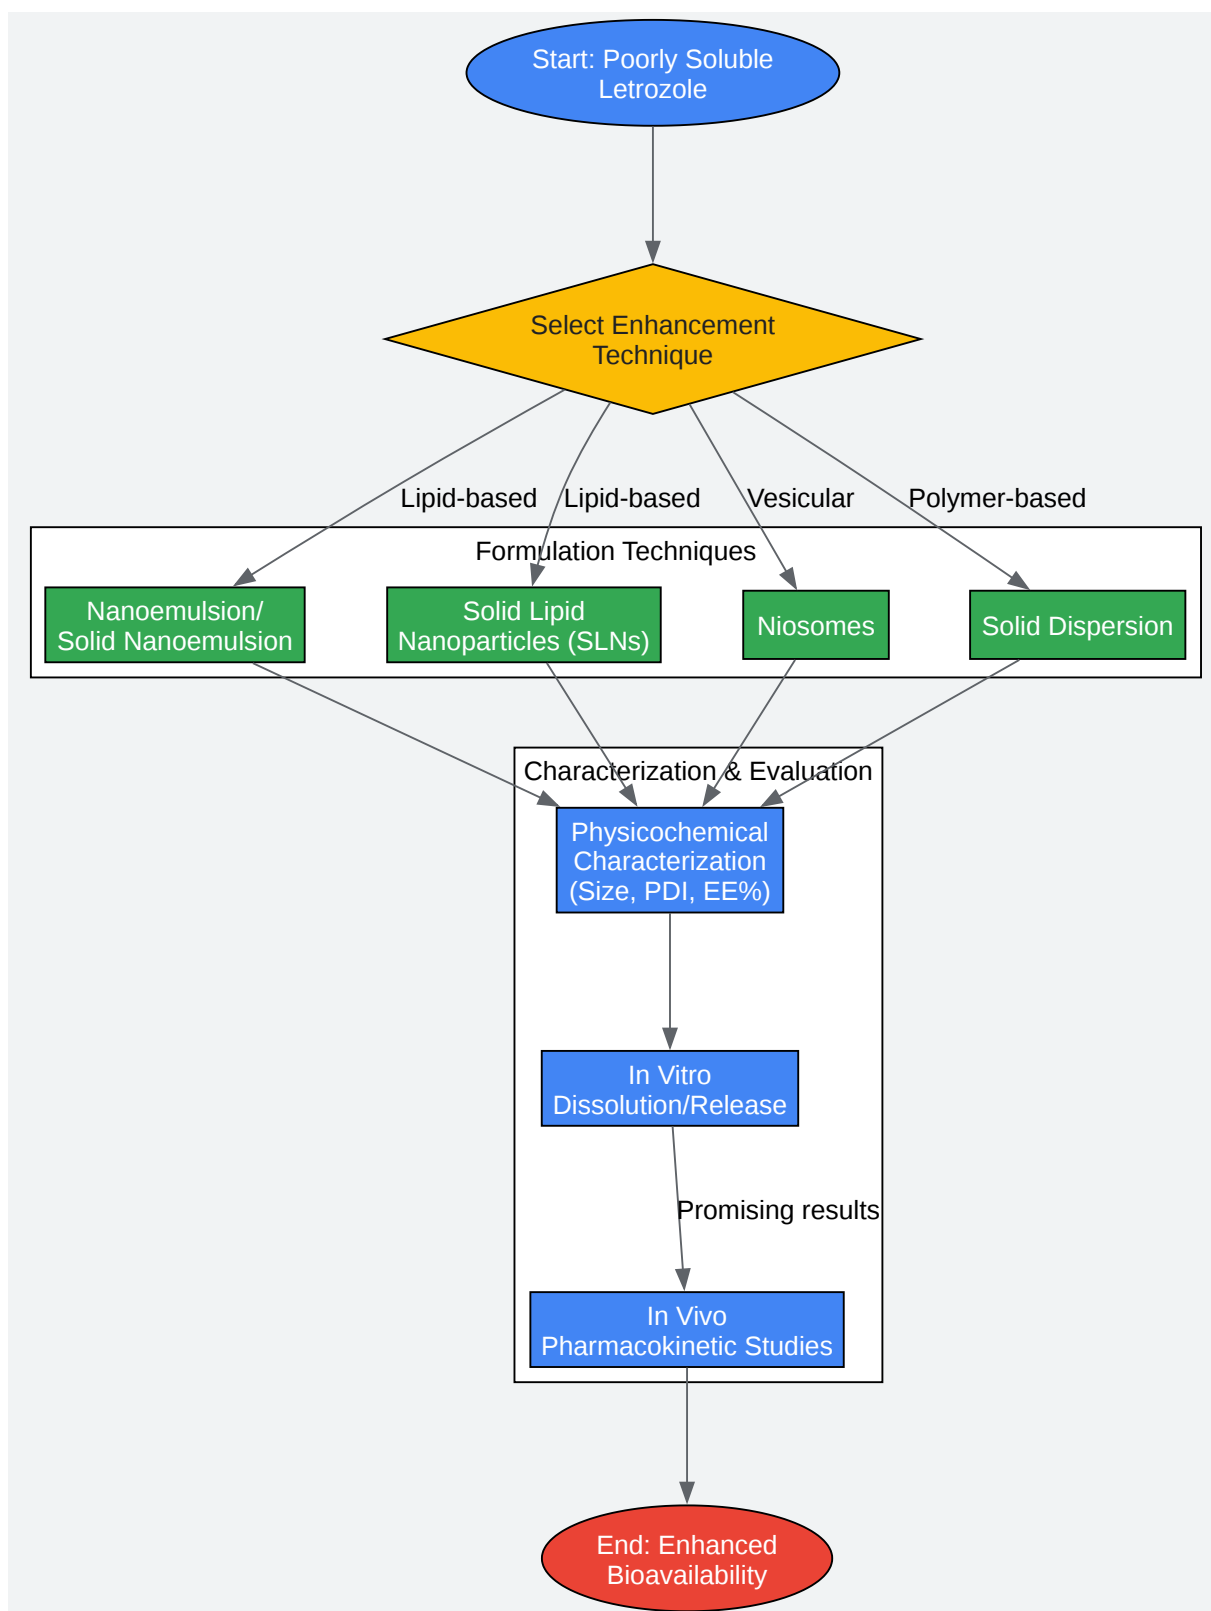 Start: Poorly Soluble
Letrozole
Select Enhancement
Technique
Lipid-based
Lipid-based
Vesicular
Polymer-based
Formulation Techniques
Nanoemulsion/
Solid Nanoemulsion
Solid Lipid
Nanoparticles (SLNs)
Niosomes
Solid Dispersion
Characterization & Evaluation
Physicochemical
Characterization
(Size, PDI, EE%)
In Vitro
Dissolution/Release
Promising results
In Vivo
Pharmacokinetic Studies
End: Enhanced
Bioavailability